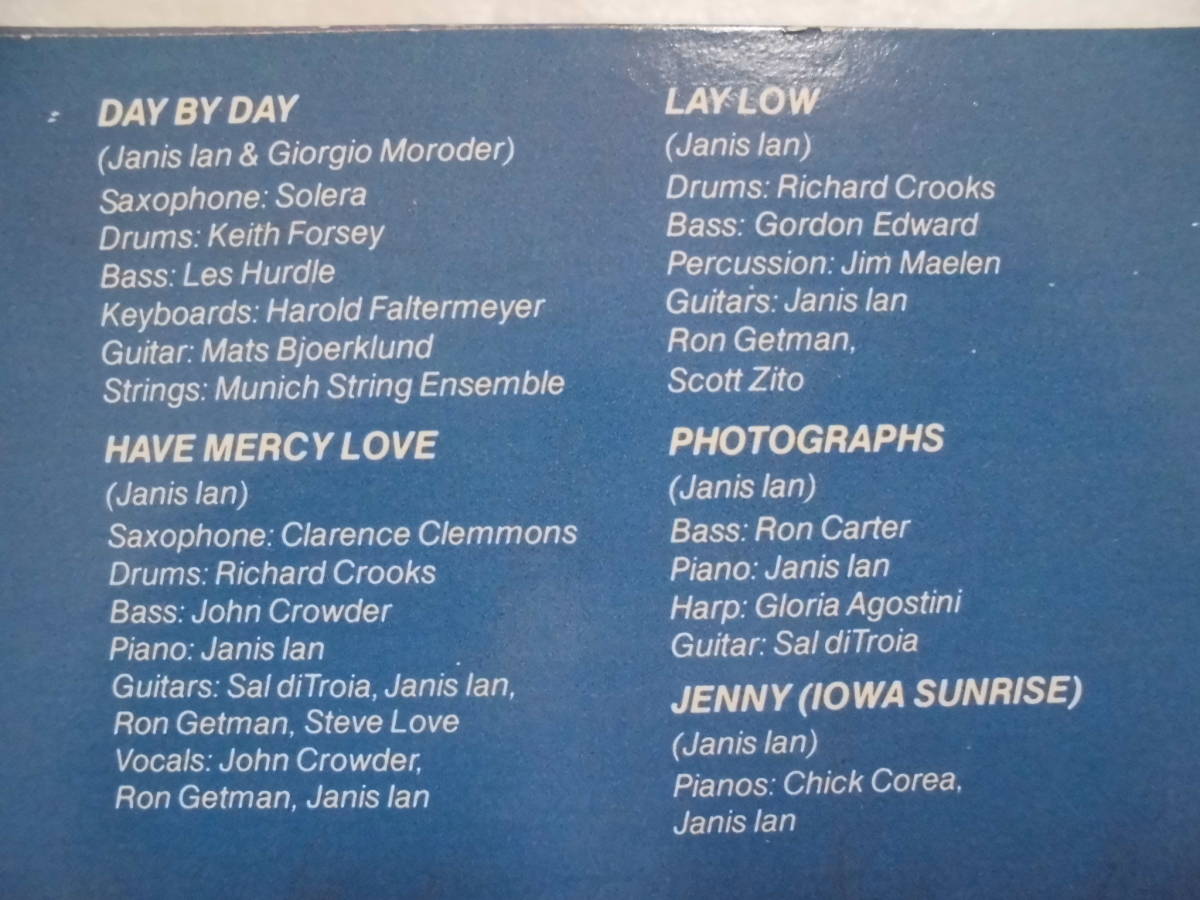 DAY BY DAY
(Janis Ian & Giorgio Moroder)
Saxophone: Solera
Drums: Keith Forsey
Bass: Les Hurdle
Keyboards: Harold Faltermeyer
Guitar: Mats Bjoerklund
Strings: Munich String Ensemble
HAVE MERCY LOVE
(Janis Ian)
Saxophone: Clarence Clemmons
Drums: Richard Crooks
Bass: John Crowder
Piano: Janis Ian
Guitars: Sal diTroia, Janis Ian,
Ron Getman, Steve Love
Vocals: John Crowder,
Ron Getman, Janis Ian
LAY LOW
(Janis Ian)
Drums: Richard Crooks
Bass: Gordon Edward
Percussion: Jim Maelen
Guitars: Janis Ian
Ron Getman,
Scott Zito
PHOTOGRAPHS
(Janis Ian)
Bass: Ron Carter
Piano: Janis Ian
Harp: Gloria Agostini
Guitar: Sal diTroia
JENNY (IOWA SUNRISE)
(Janis Ian)
Pianos: Chick Corea,
Janis Ian